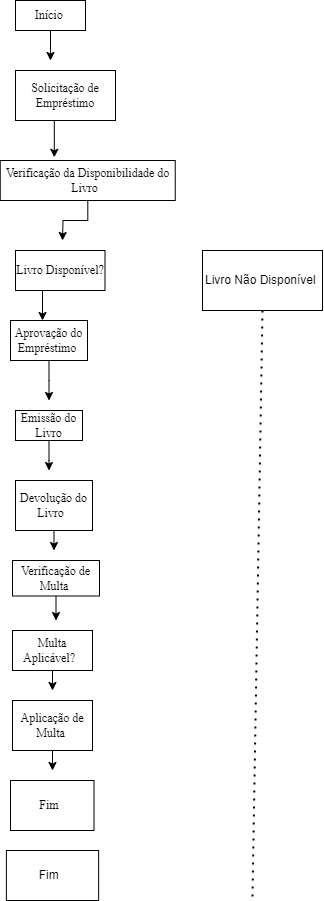 Início
Solicitação de
Empréstimo
Verificação da Disponibilidade do
Livro
Livro Disponível?
Livro Não Disponível
Aprovação do
Empréstimo
Emissão do
Livro
Devolução do
Livro
Verificação de
Multa
Multa
Aplicável?
Aplicação de
Multa
Fim
Fim